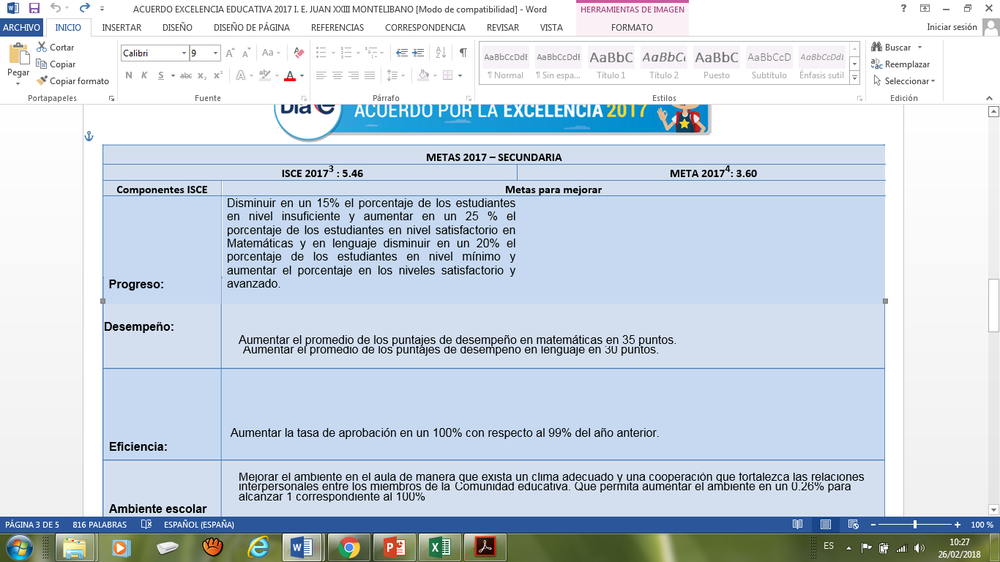 ACUERDO EXCELENCIA EDUCATIVA 2017 I. E. JUAN XXIII MONTELIBANO [Modo de compatibilidad] - Word
HERRAMIENTAS DE IMAGEN
ARCHIVO INICIO INSERTAR DISEÑO DISEÑO DE PÁGINA REFERENCIAS CORRESPONDENCIA REVISAR VISTA FORMATO Iniciar sesión
Pegar
Cortar
Copiar
Copiar formato
Portapapeles
Calibri 9
N K S abc x₂ x²
Fuente
Párrafo
AaBbCcDdE AaBbCcDdE AaBbC AaBbC AaBbC AaBbCcD AaBbCcDdE
¶ Normal ¶ Sin espa... Título 1 Título 2 Puesto Subtítulo Énfasis sutil
Estilos
Buscar
Reemplazar
Seleccionar
Edición
Día e ACUERDO POR LA EXCELENCIA 2017
METAS 2017 – SECUNDARIA
ISCE 2017³ : 5.46 META 2017⁴: 3.60
Componentes ISCE Metas para mejorar
Disminuir en un 15% el porcentaje de los estudiantes
en nivel insuficiente y aumentar en un 25 % el
porcentaje de los estudiantes en nivel satisfactorio en
Matemáticas y en lenguaje disminuir en un 20% el
porcentaje de los estudiantes en nivel mínimo y
aumentar el porcentaje en los niveles satisfactorio y
avanzado.
Progreso:
Desempeño:
Aumentar el promedio de los puntajes de desempeño en matemáticas en 35 puntos.
Aumentar el promedio de los puntajes de desempeño en lenguaje en 30 puntos.
Aumentar la tasa de aprobación en un 100% con respecto al 99% del año anterior.
Eficiencia:
Mejorar el ambiente en el aula de manera que exista un clima adecuado y una cooperación que fortalezca las relaciones
interpersonales entre los miembros de la Comunidad educativa. Que permita aumentar el ambiente en un 0.26% para
alcanzar 1 correspondiente al 100%
Ambiente escolar
PÁGINA 3 DE 5 816 PALABRAS ESPAÑOL (ESPAÑA) 100 %
ES 10:27
26/02/2018